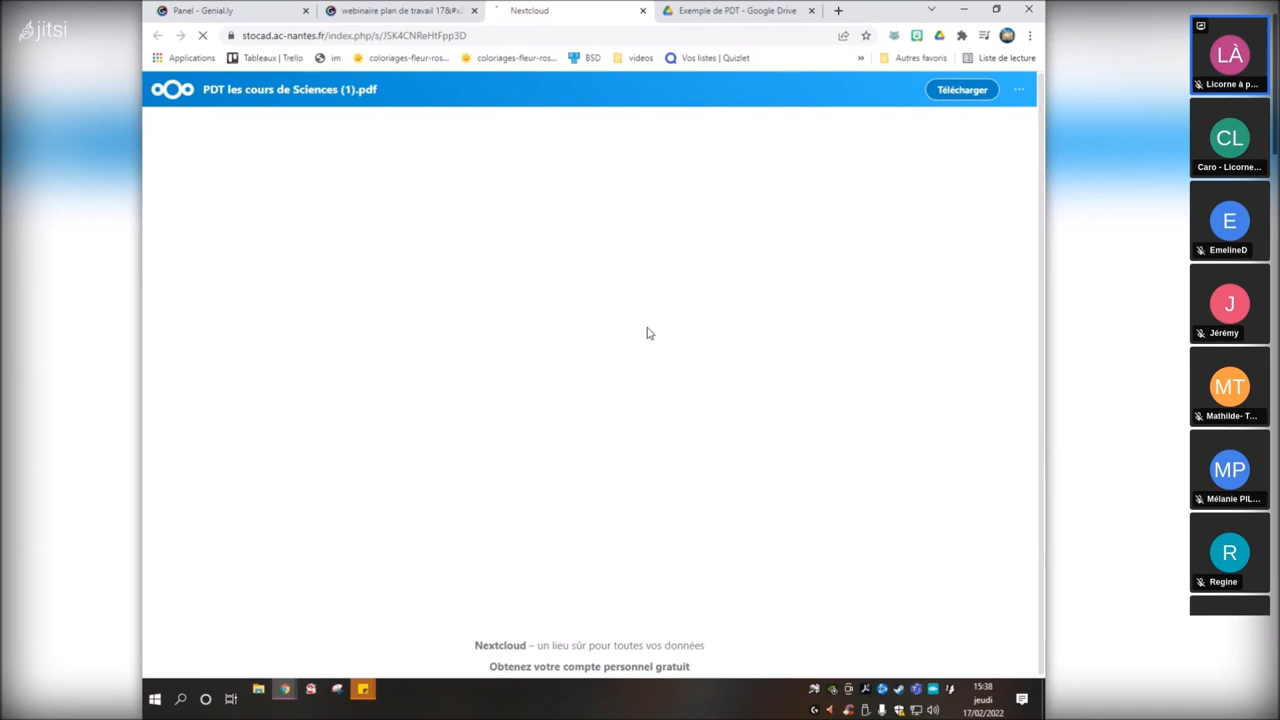 jitsi
Panel - Genial.ly
webinaire plan de travail 17&#x
Nextcloud
Exemple de PDT - Google Drive
stocad.ac-nantes.fr/index.php/s/JSK4CNReHtFpp3D
Applications
Tableaux | Trello
im
coloriages-fleur-ros...
coloriages-fleur-ros...
BSD
videos
Vos listes | Quizlet
»
Autres favoris
Liste de lecture
PDT les cours de Sciences (1).pdf
Télécharger
Nextcloud – un lieu sûr pour toutes vos données
Obtenez votre compte personnel gratuit
15:38
jeudi
17/02/2022
LÀ
Licorne à p...
CL
Caro - Licorne...
E
EmelineD
J
Jérémy
MT
Mathilde- T...
MP
Mélanie PIL...
R
Regine